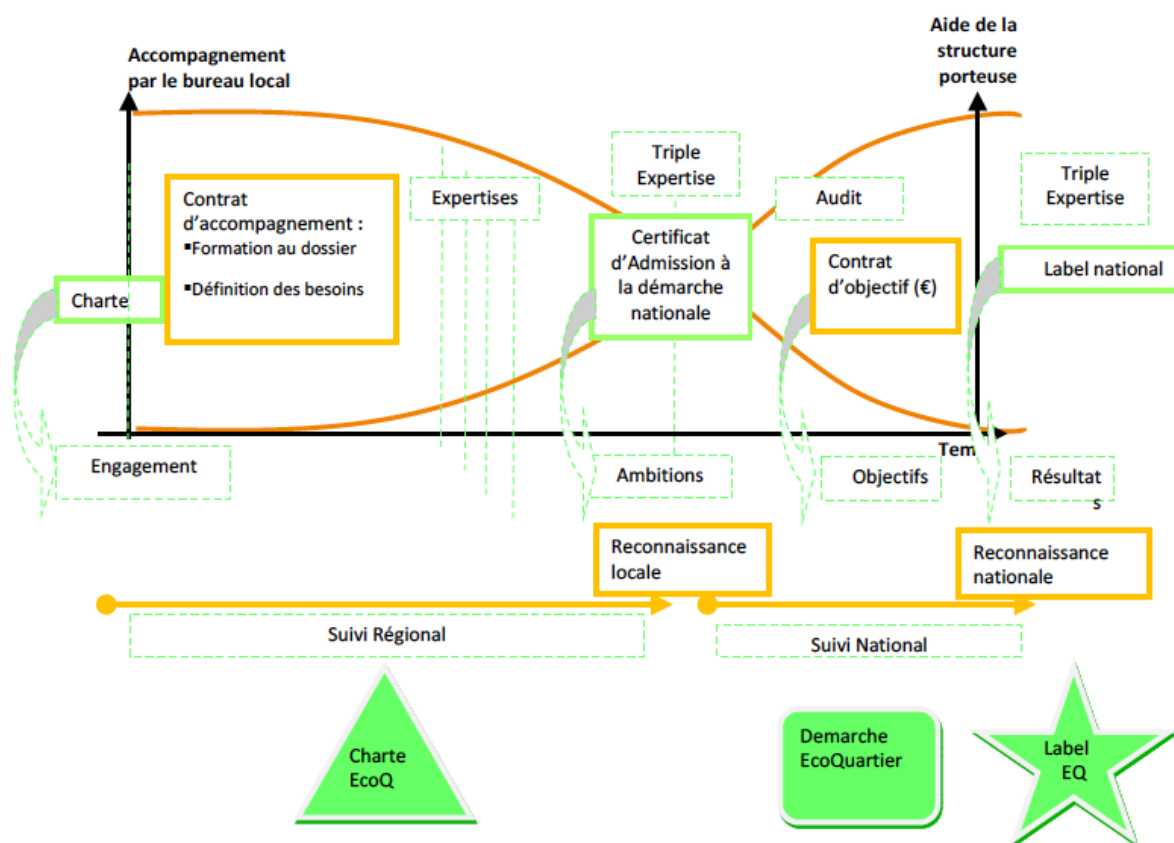 Accompagnement
par le bureau local
Aide de la
structure
porteuse
Contrat
d'accompagnement :
▪Formation au dossier
▪Définition des besoins
Expertises
Triple
Expertise
Audit
Triple
Expertise
Charte
Certificat
d'Admission à
la démarche
nationale
Contrat
d'objectif (€)
Label national
Tem
Engagement
Ambitions
Objectifs
Résultat
s
Reconnaissance
locale
Reconnaissance
nationale
Suivi Régional
Suivi National
Charte
EcoQ
Demarche
EcoQuartier
Label
EQ